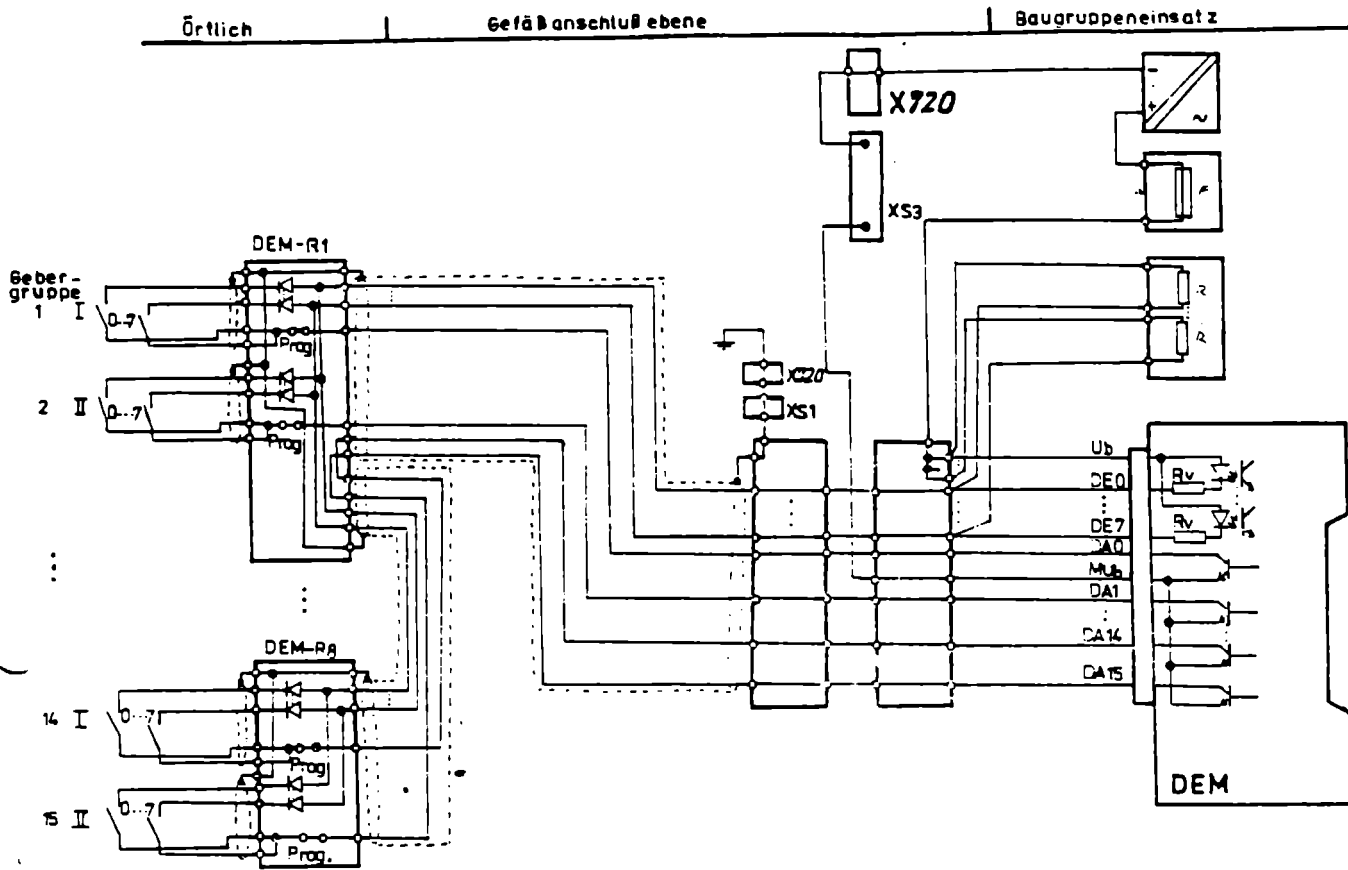 Örtlich
Gefäßanschlußebene
Baugruppeneinsatz
X920
XS3
DEM-R1
Geber-
gruppe
1 I 0...7
Prog
2 II 0...7
Prog
XS1
Ub
DE0
Rv
DE7
Rv
DA0
MUb
DA1
DA14
DA15
DEM
DEM-R8
14 I 0...7
Prog
15 II 0...7
Prog.